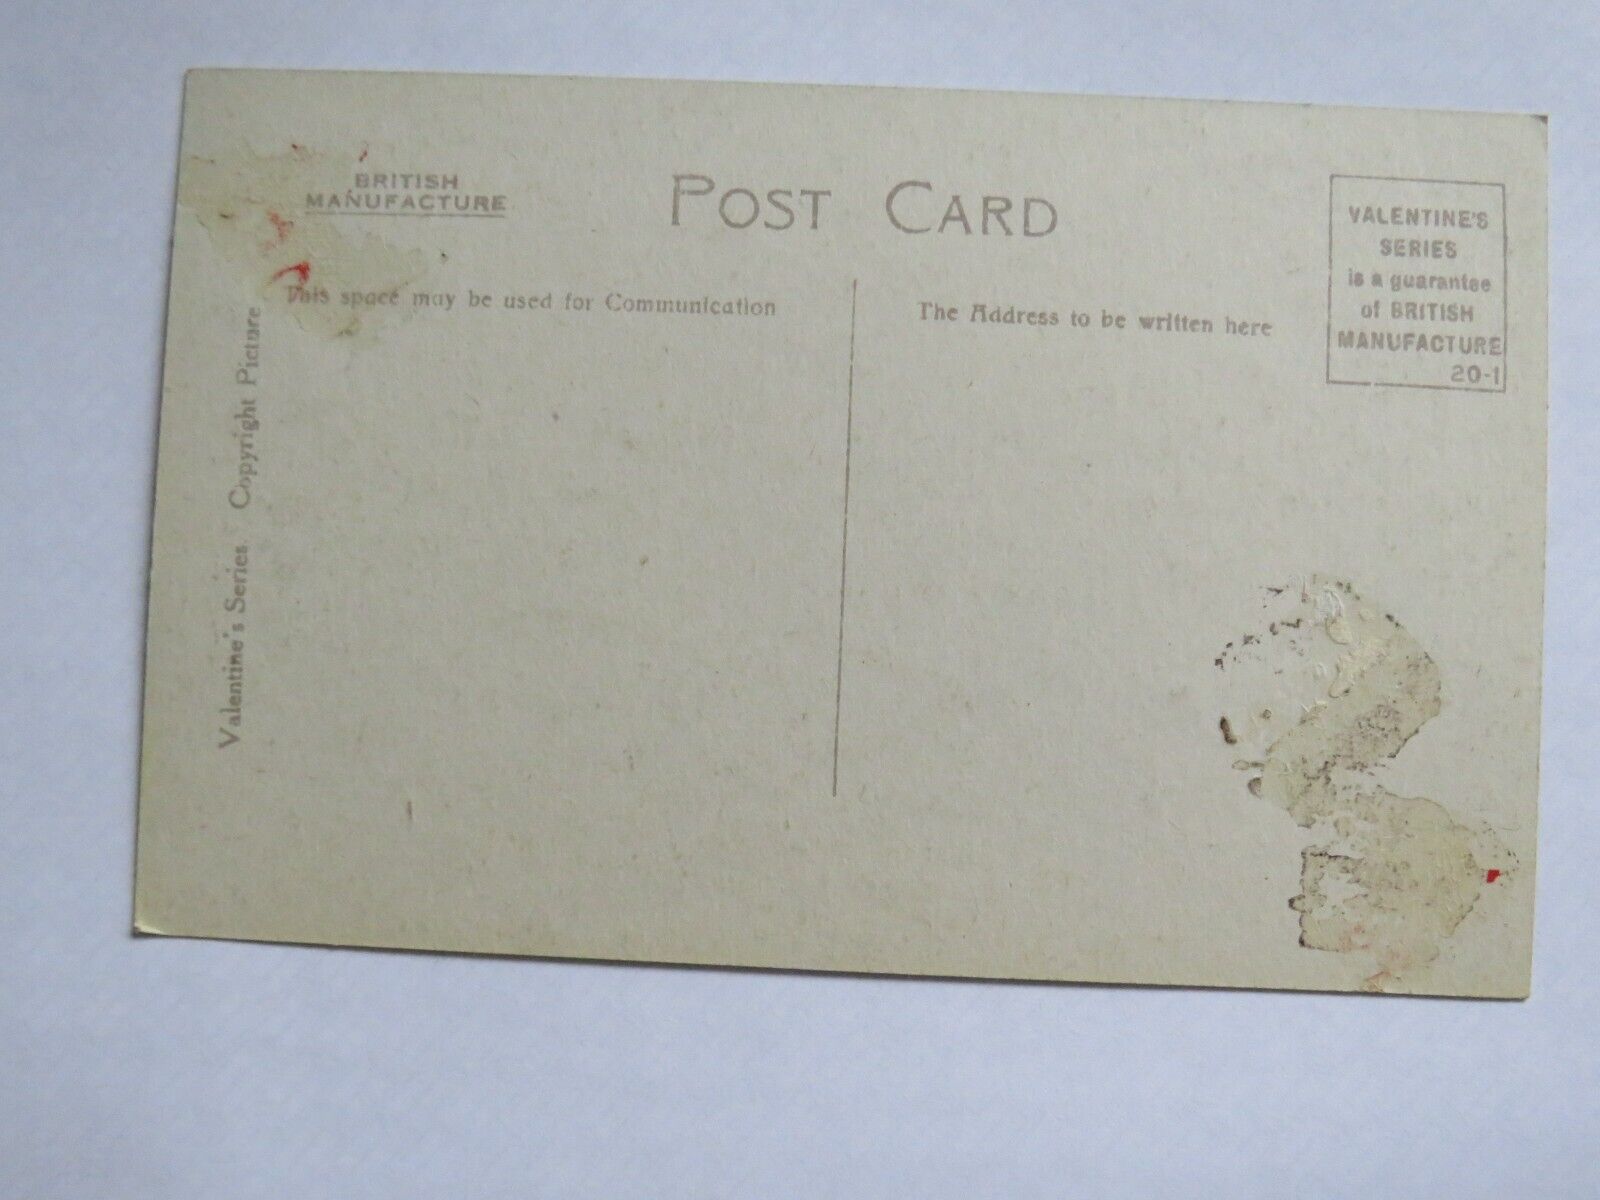 BRITISH
MANUFACTURE
POST CARD
VALENTINE'S
SERIES
is a guarantee
of BRITISH
MANUFACTURE
20-1
This space may be used for Communication
The Address to be written here
Valentine's Series Copyright Picture